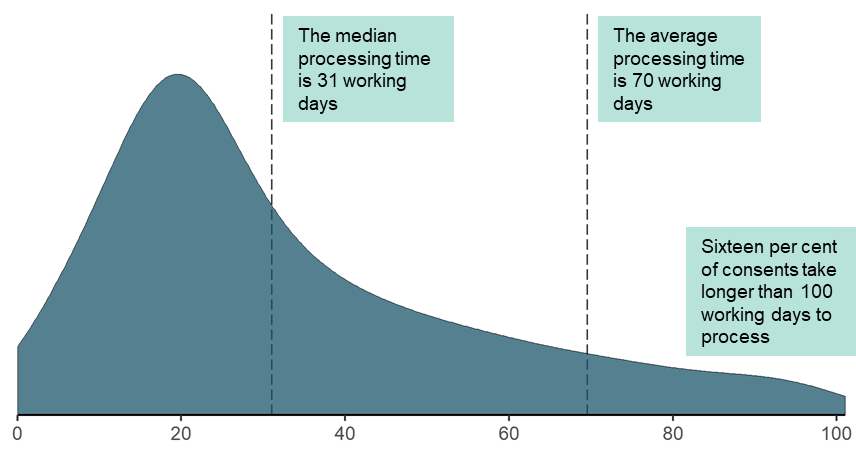 The median
processing time
is 31 working
days
The average
processing time
is 70 working
days
Sixteen per cent
of consents take
longer than 100
working days to
process
0 20 40 60 80 100